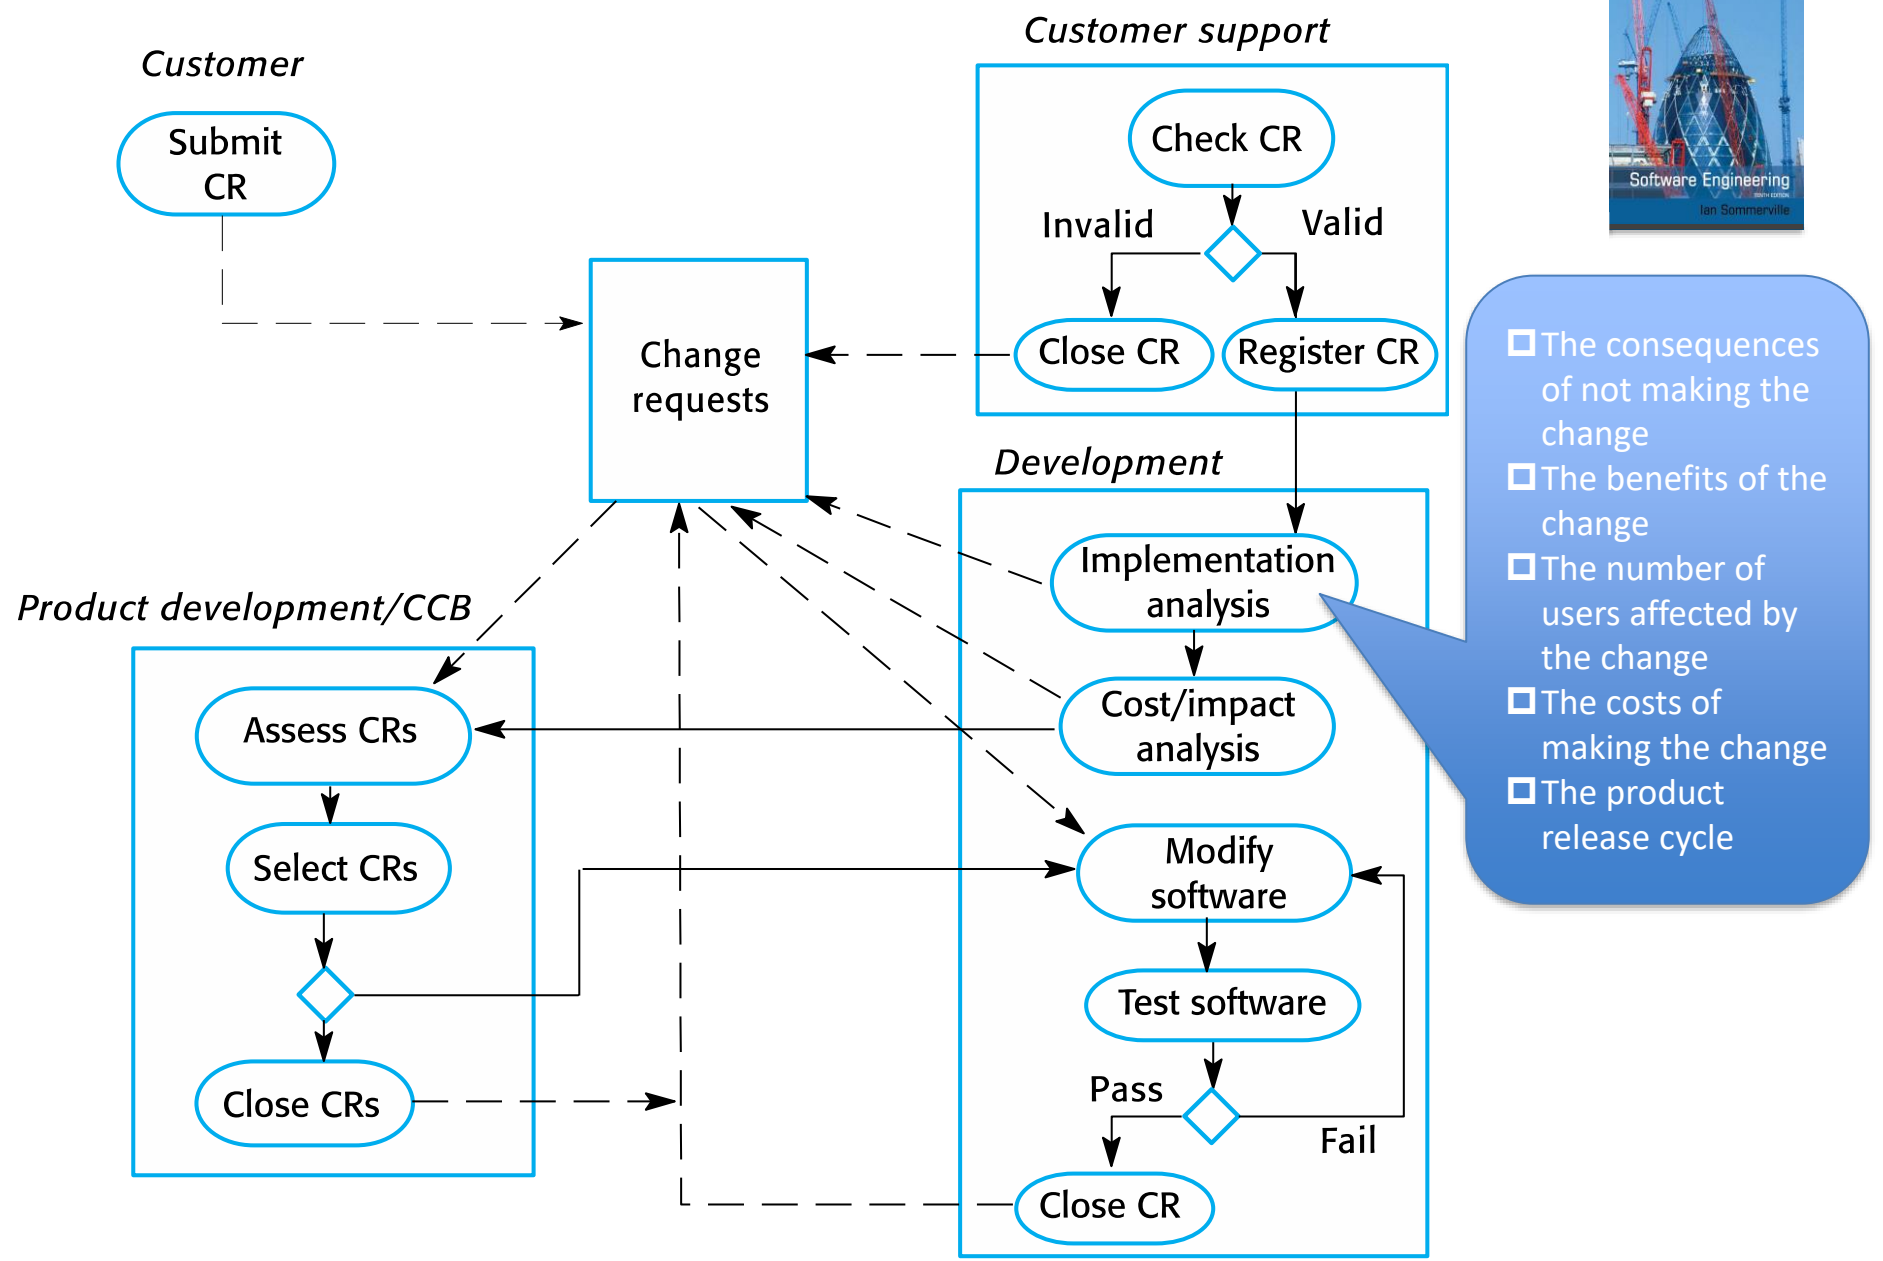 Customer
Submit
CR
Customer support
Check CR
Invalid
Valid
Close CR
Register CR
Change
requests
Software Engineering
TENTH EDITION
Ian Sommerville
The consequences
of not making the
change
The benefits of the
change
The number of
users affected by
the change
The costs of
making the change
The product
release cycle
Development
Implementation
analysis
Cost/impact
analysis
Modify
software
Test software
Pass
Fail
Close CR
Product development/CCB
Assess CRs
Select CRs
Close CRs